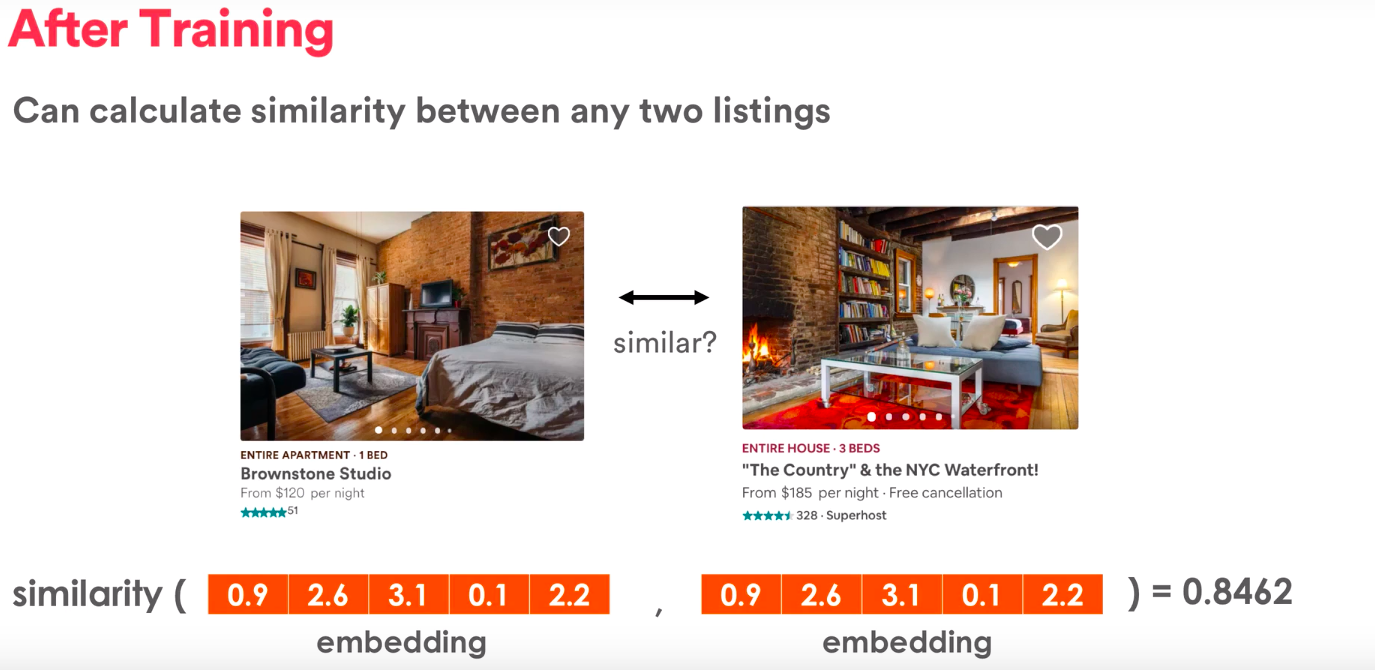 After Training
Can calculate similarity between any two listings
similar?
ENTIRE APARTMENT · 1 BED
Brownstone Studio
From $120 per night
51
ENTIRE HOUSE · 3 BEDS
"The Country" & the NYC Waterfront!
From $185 per night · Free cancellation
328 · Superhost
similarity ( 0.9 2.6 3.1 0.1 2.2 , 0.9 2.6 3.1 0.1 2.2 ) = 0.8462
embedding embedding